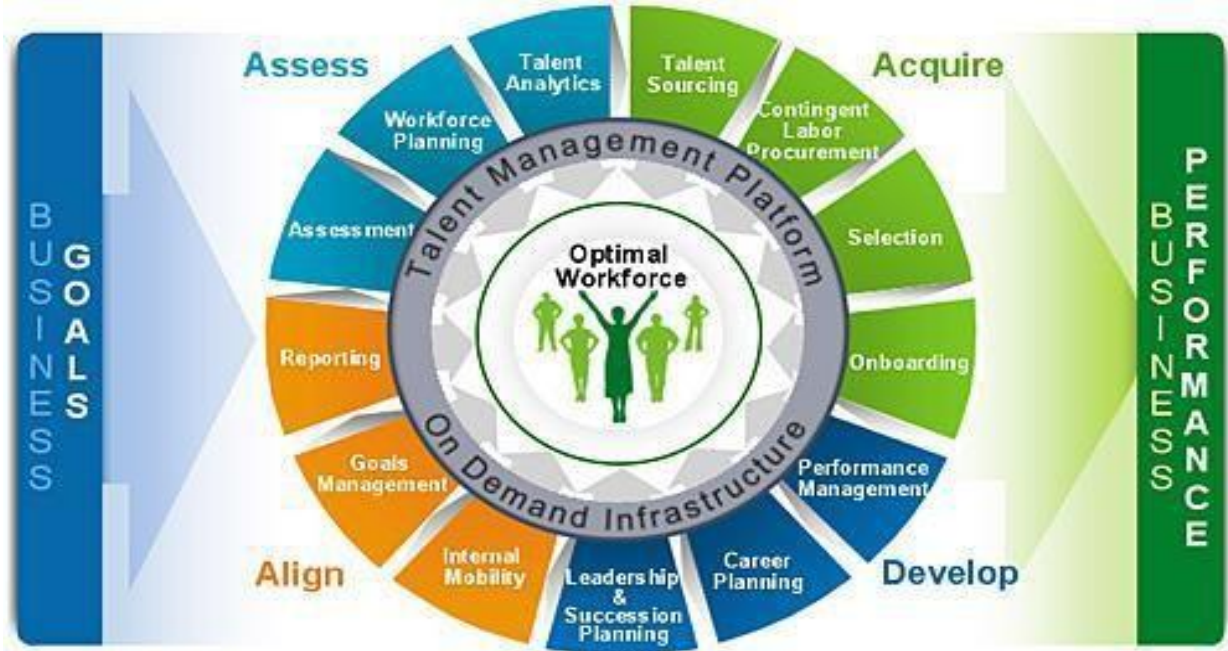 BUSINESS
GOALS
Assess
Assessment
Workforce
Planning
Talent
Analytics
Talent
Sourcing
Contingent
Labor
Procurement
Selection
Onboarding
Acquire
Performance
Management
Career
Planning
Leadership
&
Succession
Planning
Develop
Internal
Mobility
Goals
Management
Reporting
Align
Talent Management Platform
On Demand Infrastructure
Optimal
Workforce
BUSINESS
PERFORMANCE